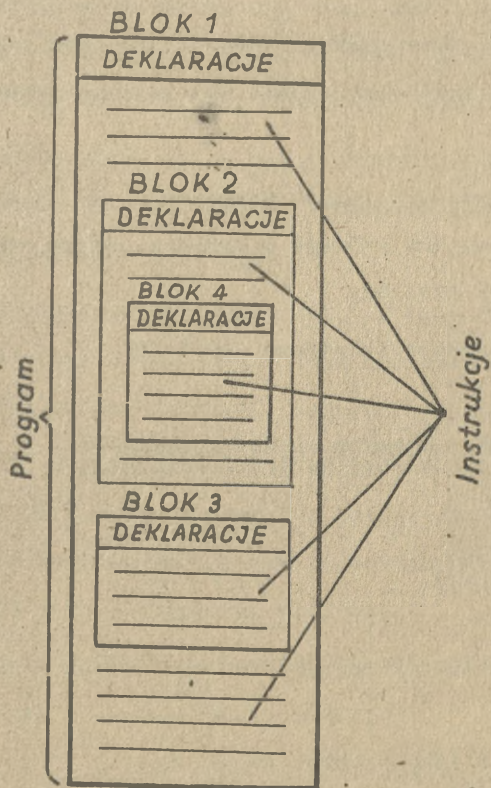 BLOK 1
DEKLARACJE
BLOK 2
DEKLARACJE
BLOK 4
DEKLARACJE
Program
Instrukcje
BLOK 3
DEKLARACJE